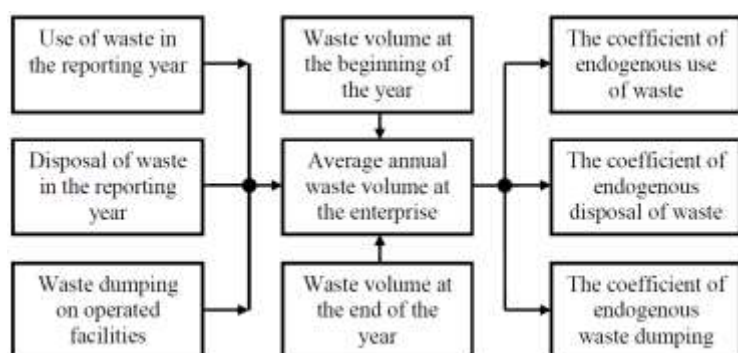 Use of waste in
the reporting year
Waste volume at
the beginning of
the year
The coefficient of
endogenous use
of waste
Disposal of waste
in the reporting
year
Average annual
waste volume at
the enterprise
The coefficient of
endogenous
disposal of waste
Waste dumping
on operated
facilities
Waste volume at
the end of the
year
The coefficient of
endogenous
waste dumping